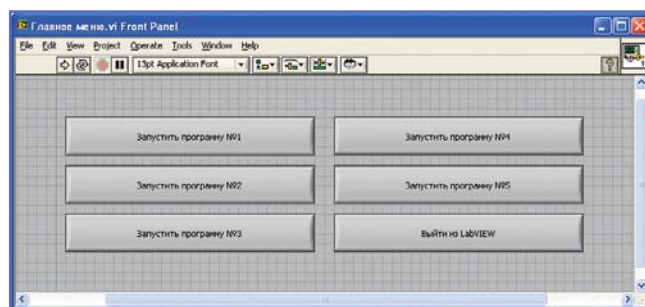 Главное меню.vi Front Panel
File Edit View Project Operate Tools Window Help
13pt Application Font
Запустить программу №1
Запустить программу №4
Запустить программу №2
Запустить программу №5
Запустить программу №3
Выйти из LabVIEW